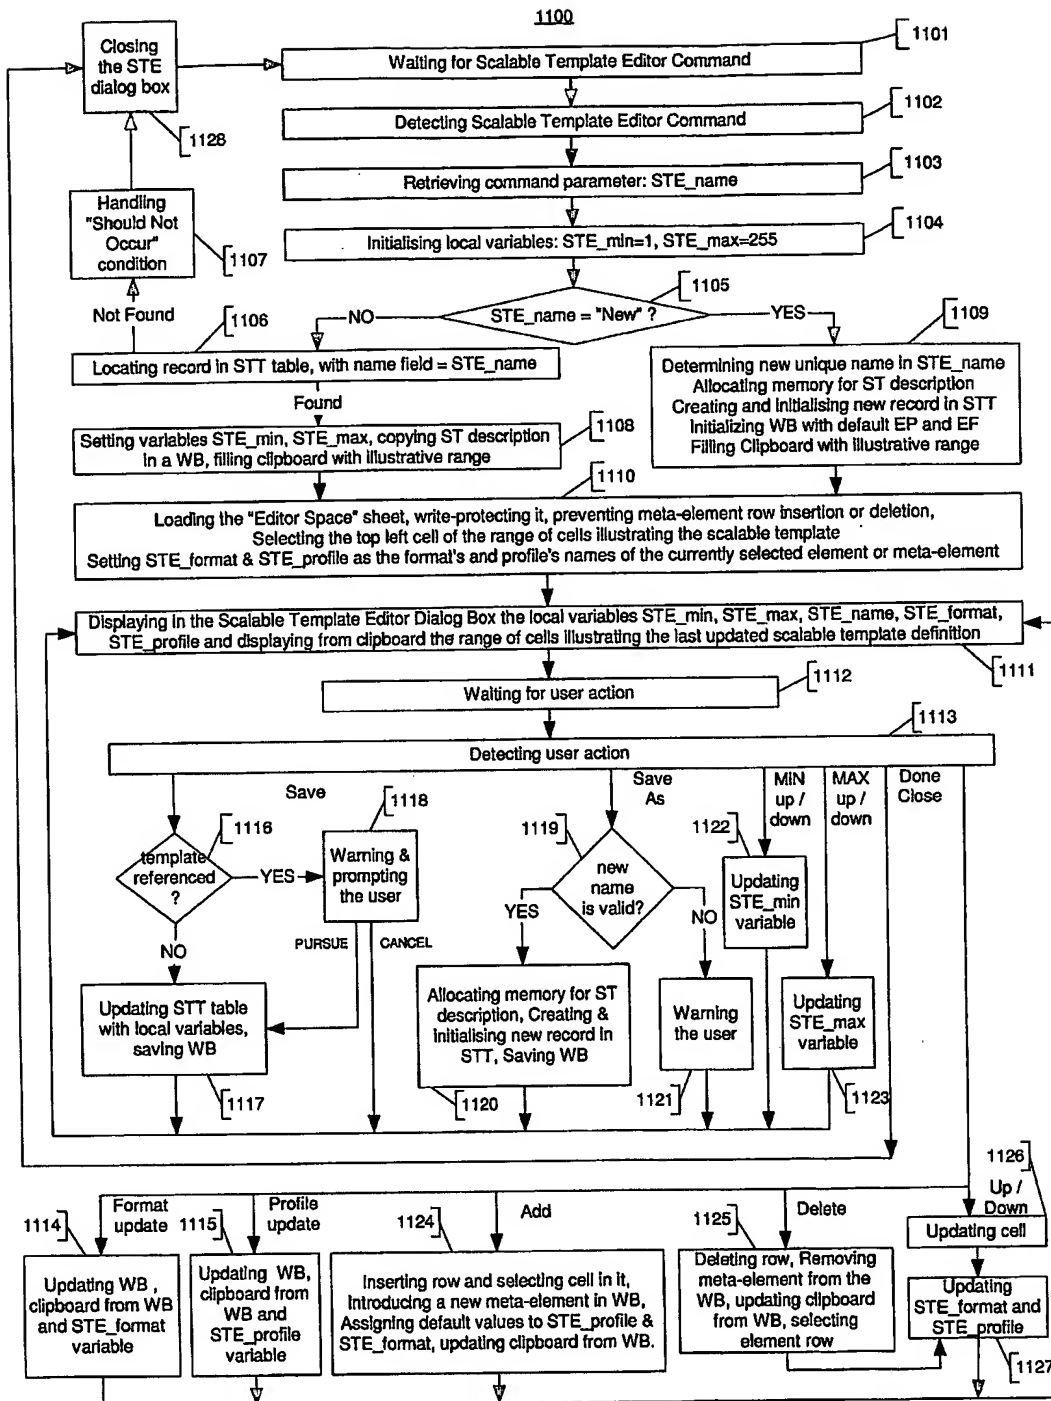 1100
Closing
the STE
dialog box
1128
Waiting for Scalable Template Editor Command
1101
Detecting Scalable Template Editor Command
1102
Retrieving command parameter: STE_name
1103
Initialising local variables: STE_min=1, STE_max=255
1104
Handling
"Should Not
Occur"
condition
1107
Not Found
1106
STE_name = "New" ?
1105
NO
YES
1109
Locating record in STT table, with name field = STE_name
Found
Determining new unique name in STE_name
Allocating memory for ST description
Creating and Initialising new record in STT
Initializing WB with default EP and EF
Filling Clipboard with illustrative range
Setting variables STE_min, STE_max, copying ST description
in a WB, filling clipboard with illustrative range
1108
1110
Loading the "Editor Space" sheet, write-protecting it, preventing meta-element row insertion or deletion,
Selecting the top left cell of the range of cells illustrating the scalable template
Setting STE_format & STE_profile as the format's and profile's names of the currently selected element or meta-element
Displaying in the Scalable Template Editor Dialog Box the local variables STE_min, STE_max, STE_name, STE_format,
STE_profile and displaying from clipboard the range of cells illustrating the last updated scalable template definition
1111
Waiting for user action
1112
1113
Detecting user action
Save
Save
As
MIN
up /
down
MAX
up /
down
Done
Close
1116
template
referenced
?
YES
NO
1118
Warning &
prompting
the user
PURSUE
CANCEL
1119
new
name
is valid?
YES
NO
1122
Updating
STE_min
variable
Updating STT table
with local variables,
saving WB
1117
Allocating memory for ST
description, Creating &
Initialising new record in
STT, Saving WB
1120
Warning
the user
1121
Updating
STE_max
variable
1123
1126
Format
update
Profile
update
Add
Delete
Up /
Down
1114
1115
1124
1125
Updating cell
Updating WB ,
clipboard from WB
and STE_format
variable
Updating WB,
clipboard from
WB and
STE_profile
variable
Inserting row and selecting cell in it,
Introducing a new meta-element in WB,
Assigning default values to STE_profile &
STE_format, updating clipboard from WB.
Deleting row, Removing
meta-element from the
WB, updating clipboard
from WB, selecting
element row
Updating
STE_format and
STE_profile
1127